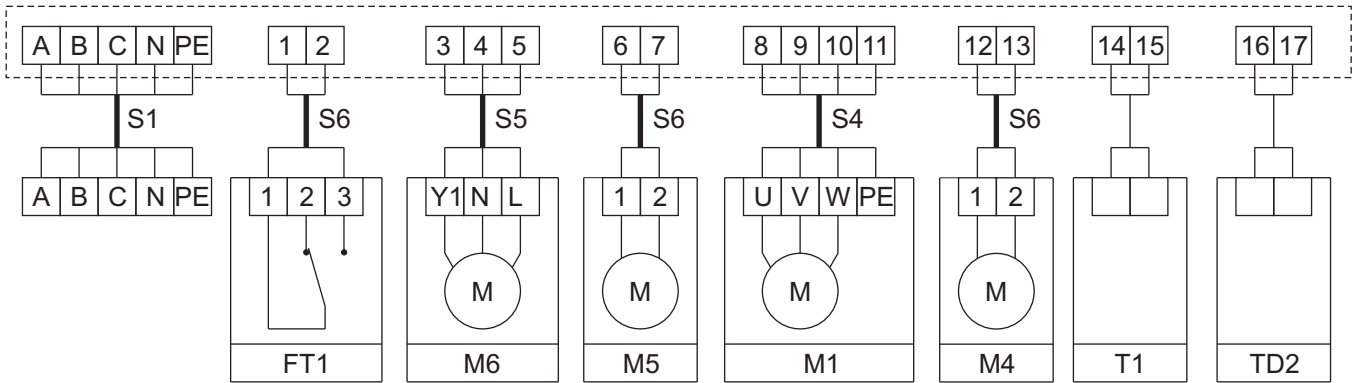 A B C N PE 1 2 3 4 5 6 7 8 9 10 11 12 13 14 15 16 17
S1 S6 S5 S6 S4 S6
A B C N PE 1 2 3 Y1 N L 1 2 U V W PE 1 2
M M M M
FT1 M6 M5 M1 M4 T1 TD2